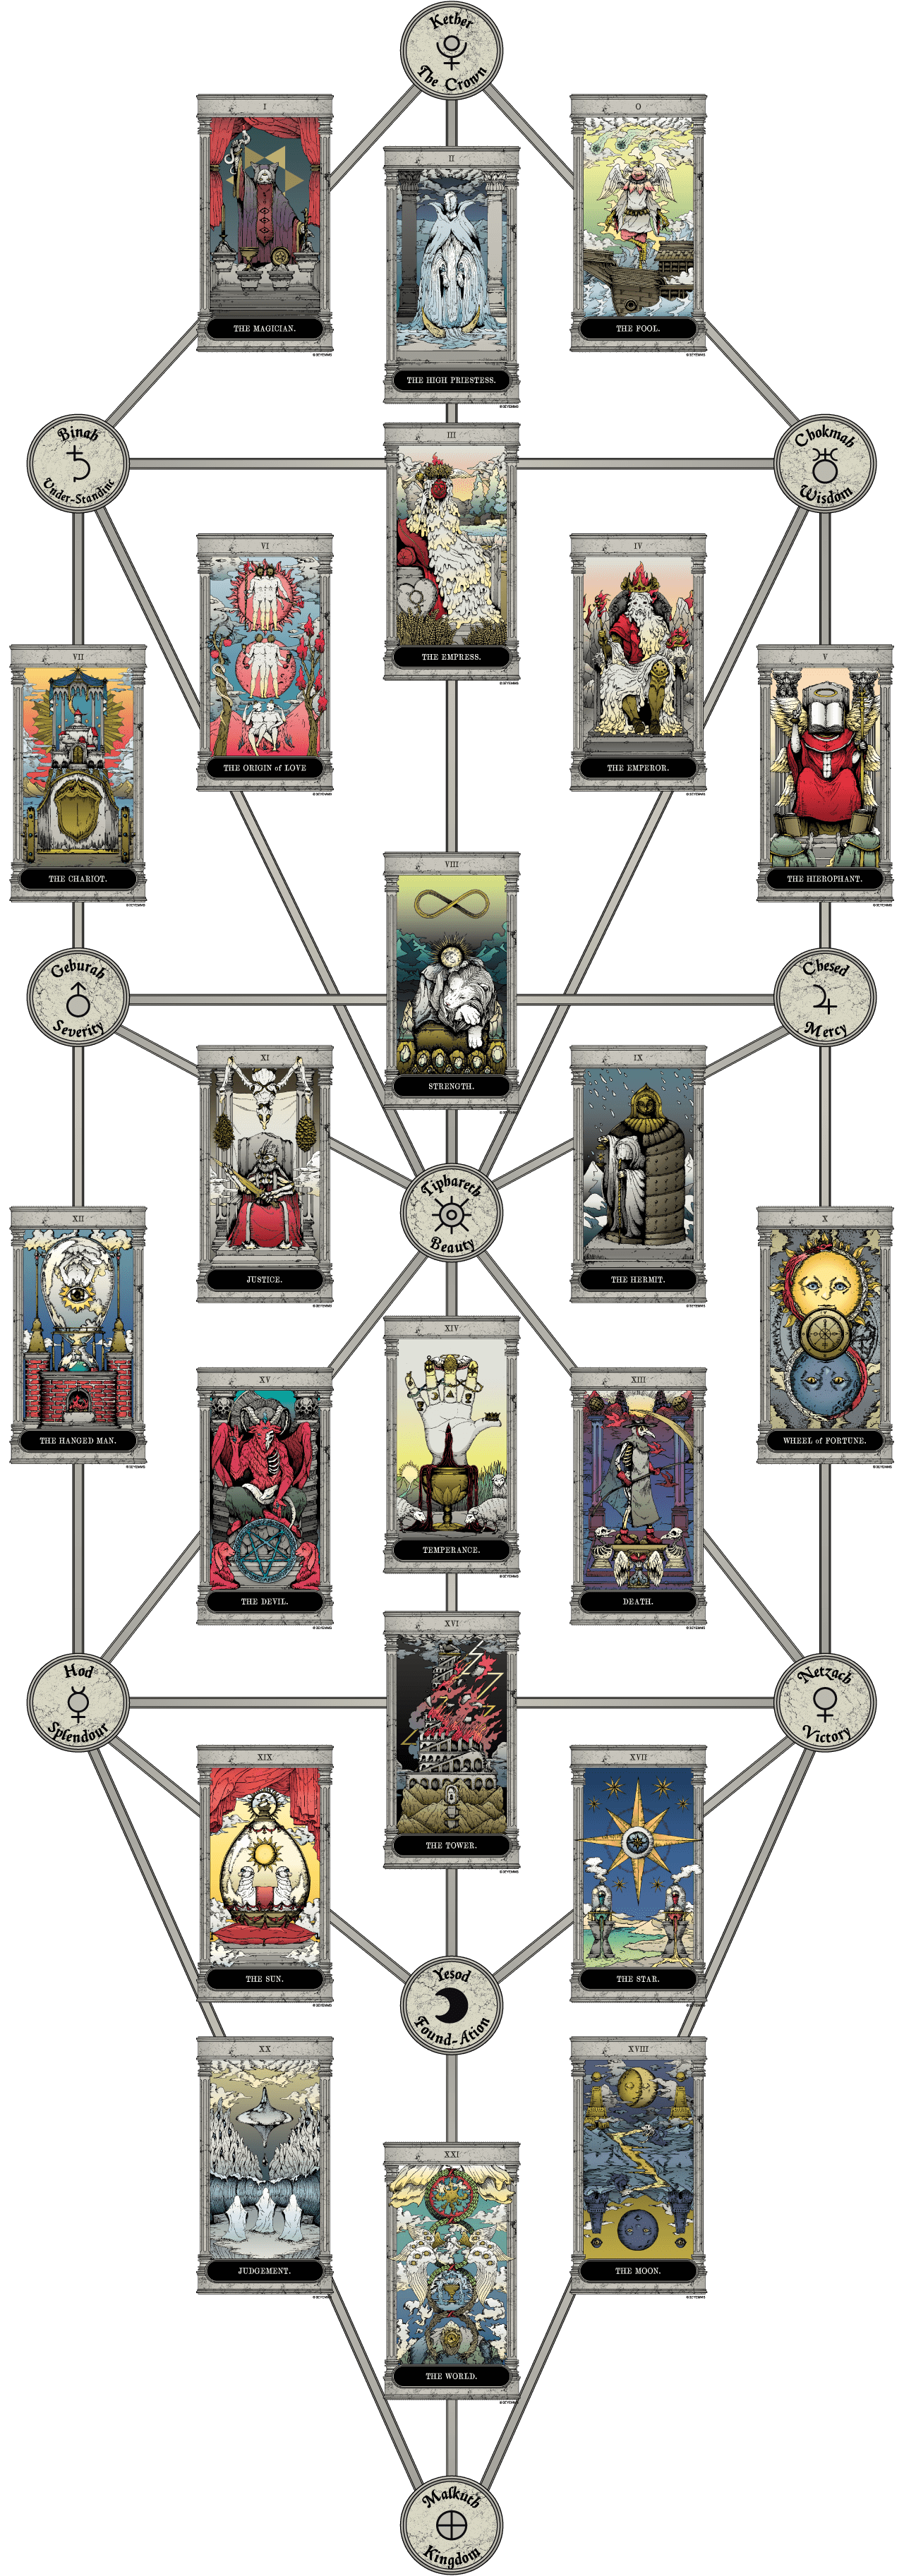 Kether
The Crown
I
THE MAGICIAN.
II
THE HIGH PRIESTESS.
O
THE FOOL.
Binah
Under-Standing
Chokmah
Wisdom
III
THE EMPRESS.
VI
THE ORIGIN of LOVE
IV
THE EMPEROR.
VII
THE CHARIOT.
V
THE HIEROPHANT.
VIII
STRENGTH.
Geburah
Severity
Chesed
Mercy
XI
JUSTICE.
IX
THE HERMIT.
Tiphareth
Beauty
XII
THE HANGED MAN.
X
WHEEL of FORTUNE.
XIV
TEMPERANCE.
XV
THE DEVIL.
XIII
DEATH.
XVI
THE TOWER.
Hod
Splendour
Netzach
Victory
XIX
THE SUN.
XVII
THE STAR.
Yesod
Found-Ation
XX
JUDGEMENT.
XVIII
THE MOON.
XXI
THE WORLD.
Malkuth
Kingdom